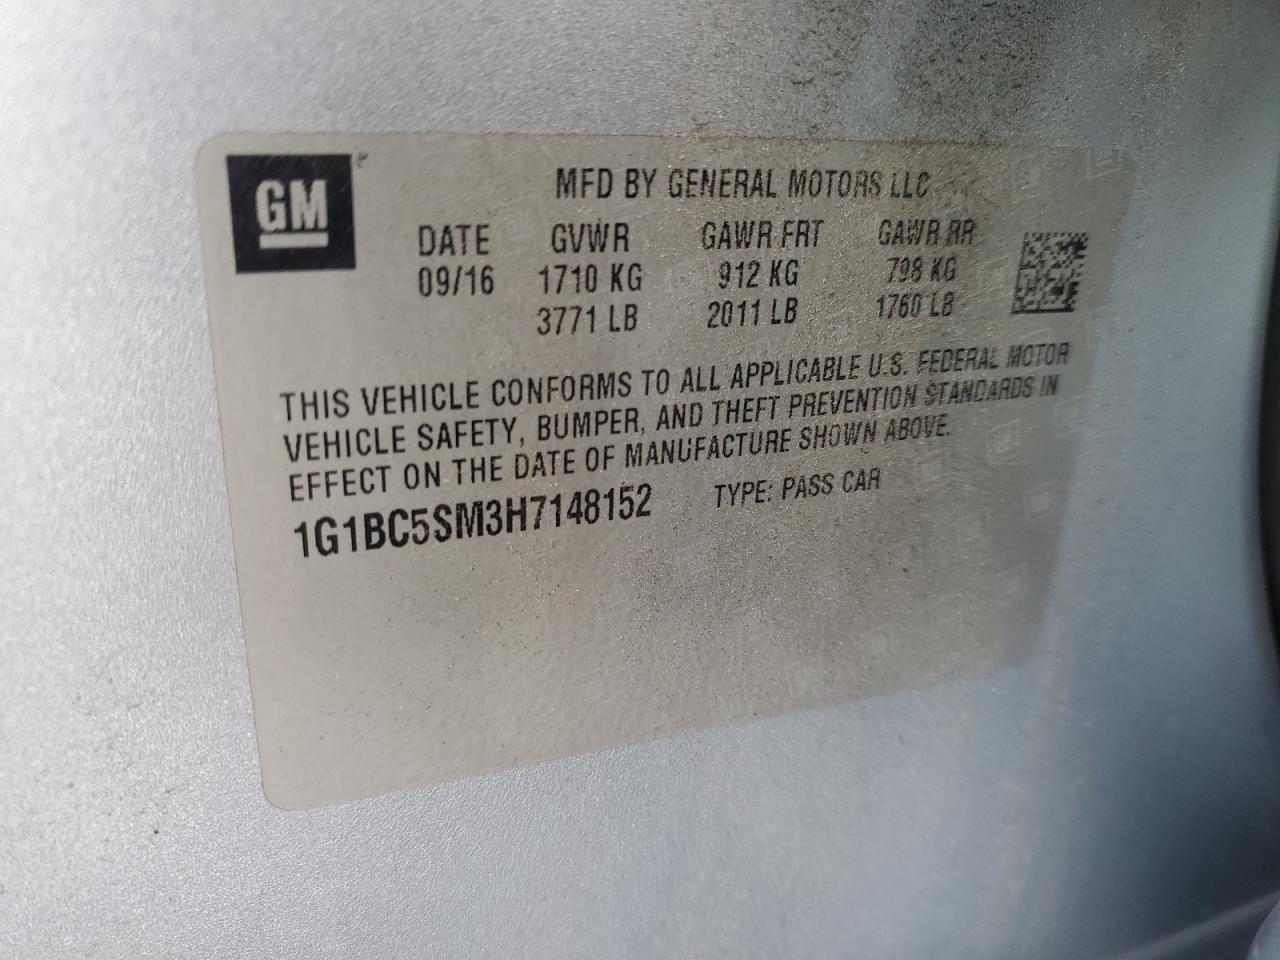 GM
MFD BY GENERAL MOTORS LLC
DATE GVWR GAWR FRT GAWR RR
09/16 1710 KG 912 KG 798 KG
3771 LB 2011 LB 1760 LB
THIS VEHICLE CONFORMS TO ALL APPLICABLE U.S. FEDERAL MOTOR
VEHICLE SAFETY, BUMPER, AND THEFT PREVENTION STANDARDS IN
EFFECT ON THE DATE OF MANUFACTURE SHOWN ABOVE.
1G1BC5SM3H7148152 TYPE: PASS CAR